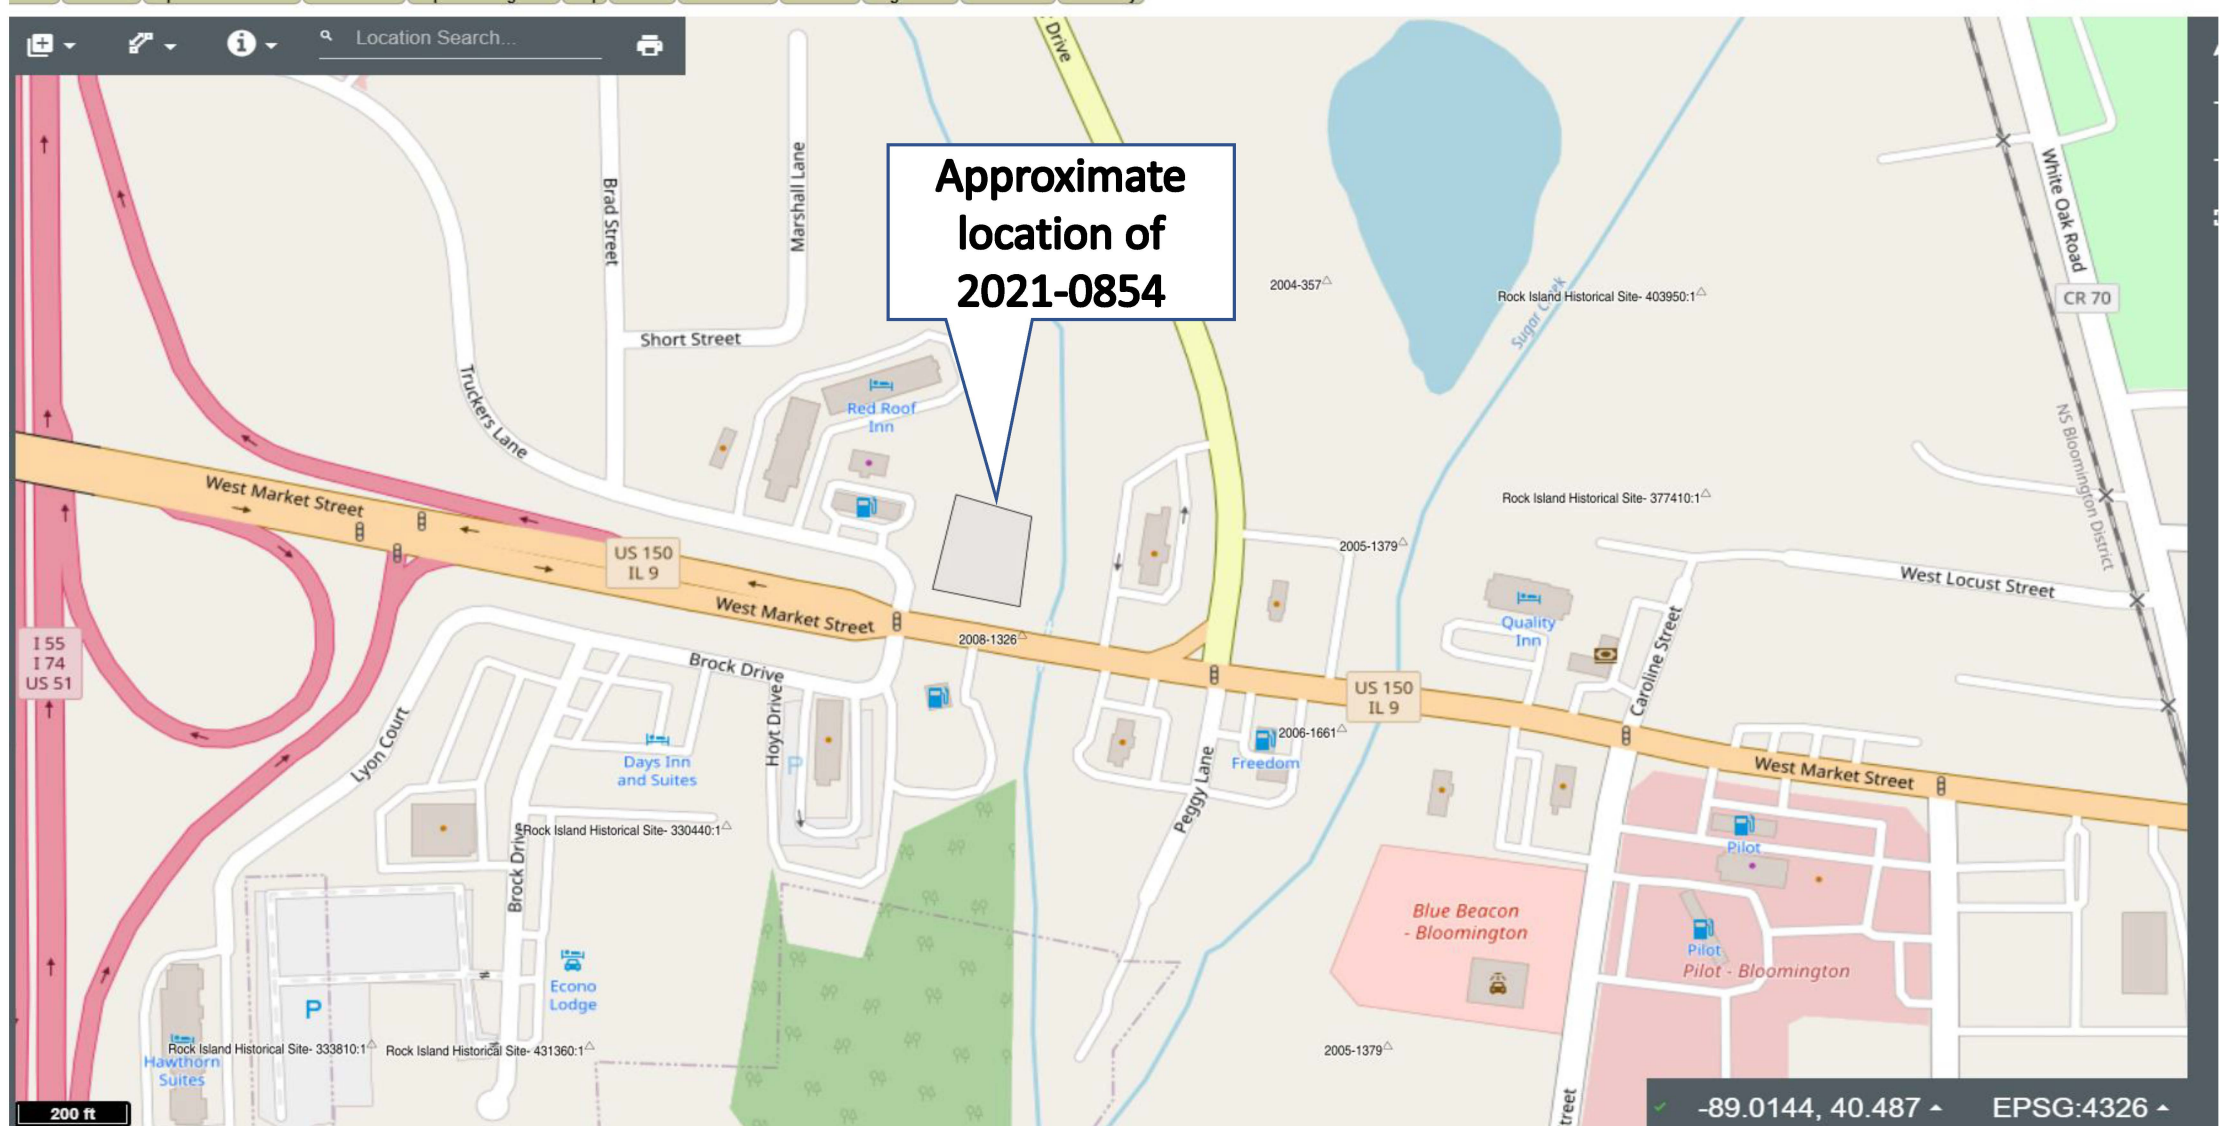 Location Search...
Drive
Approximate
location of
2021-0854
Brad Street
Marshall Lane
White Oak Road
CR 70
2004-357
Rock Island Historical Site- 403950:1
Sugar Creek
Short Street
Truckers Lane
Red Roof
Inn
NS Bloomington District
West Market Street
Rock Island Historical Site- 377410:1
US 150
IL 9
2005-1379
West Locust Street
West Market Street
Quality
Inn
Caroline Street
I 55
I 74
US 51
2008-1326
Brock Drive
Hoyt Drive
US 150
IL 9
Lyon Court
2006-1661
Freedom
Days Inn
and Suites
P
Peggy Lane
West Market Street
Rock Island Historical Site- 330440:1
Brock Drive
Pilot
Blue Beacon
- Bloomington
Pilot
Pilot - Bloomington
Econo
Lodge
P
Rock Island Historical Site- 333810:1
Rock Island Historical Site- 431360:1
2005-1379
Hawthorn
Suites
200 ft
treet
-89.0144, 40.487
EPSG:4326